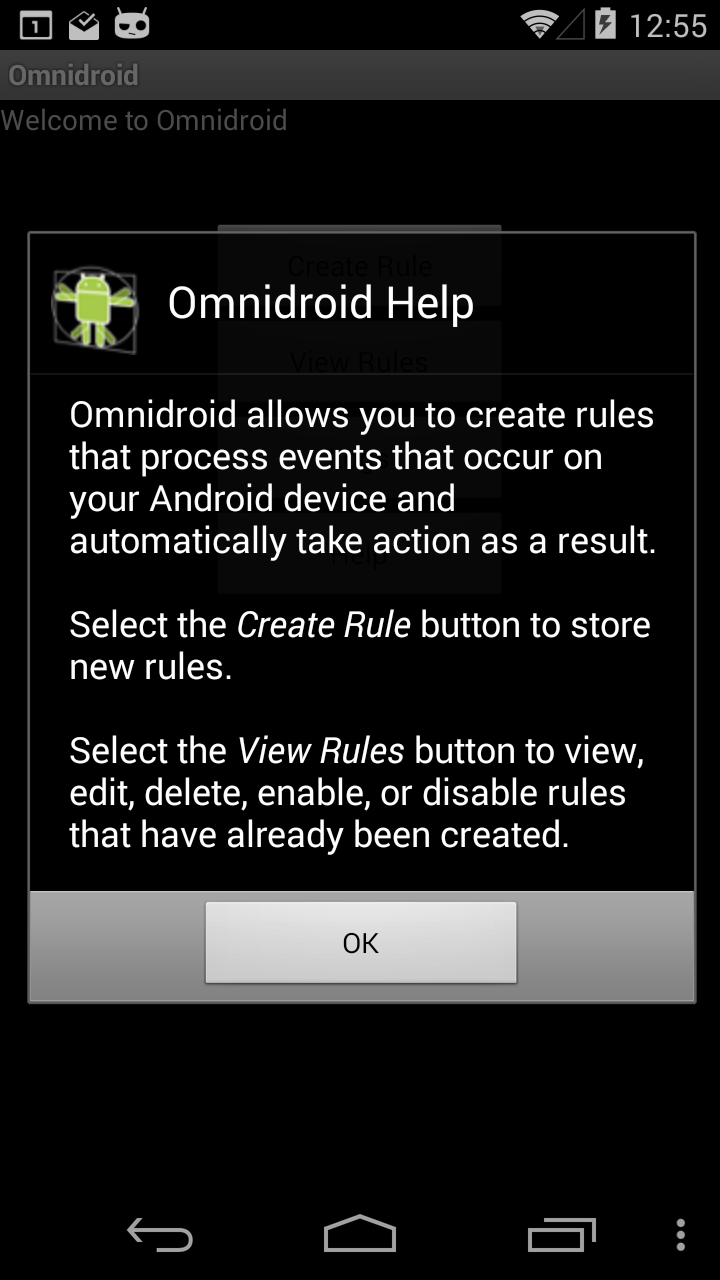 1
12:55
Omnidroid
Welcome to Omnidroid
Create Rule
Omnidroid Help
View Rules
Omnidroid allows you to create rules
that process events that occur on
your Android device and
automatically take action as a result.
Help
Select the Create Rule button to store
new rules.
Select the View Rules button to view,
edit, delete, enable, or disable rules
that have already been created.
OK